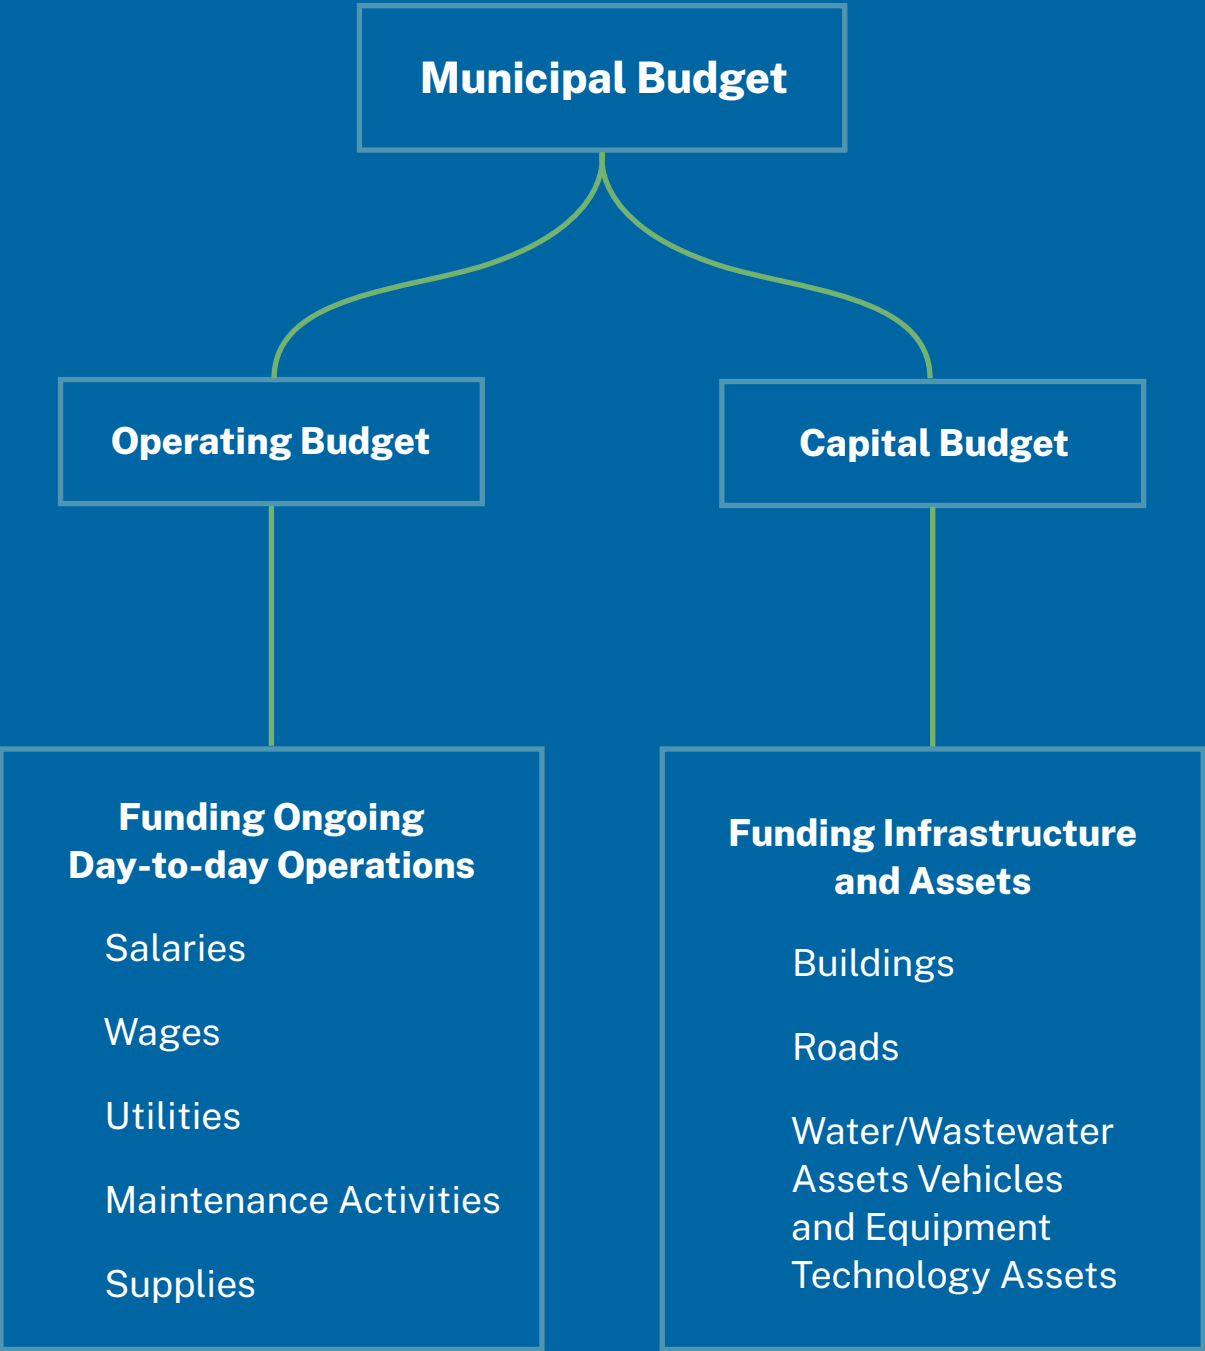 Municipal Budget
Operating Budget
Capital Budget
Funding Ongoing
Day-to-day Operations
Salaries
Wages
Utilities
Maintenance Activities
Supplies
Funding Infrastructure
and Assets
Buildings
Roads
Water/Wastewater
Assets Vehicles
and Equipment
Technology Assets